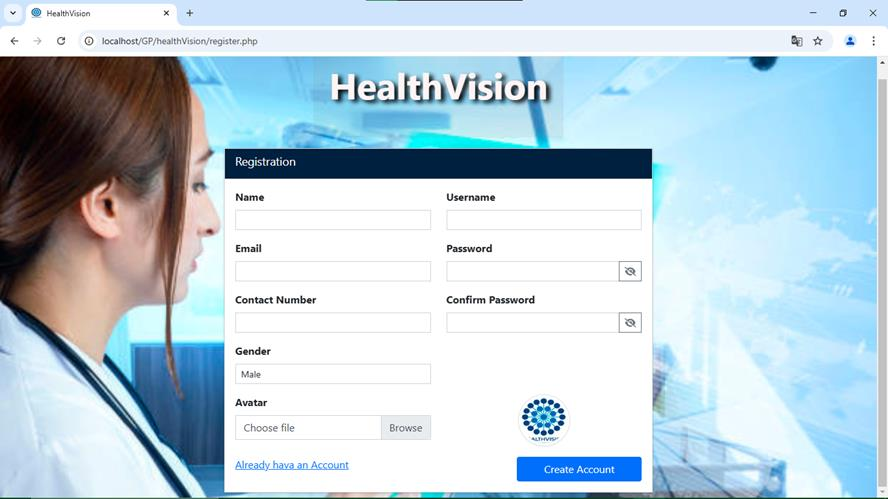 HealthVision
localhost/GP/healthVision/register.php
HealthVision
Registration
Name
Username
Email
Password
Contact Number
Confirm Password
Gender
Male
Avatar
Choose file
Browse
ALTHVISI
Already hava an Account
Create Account